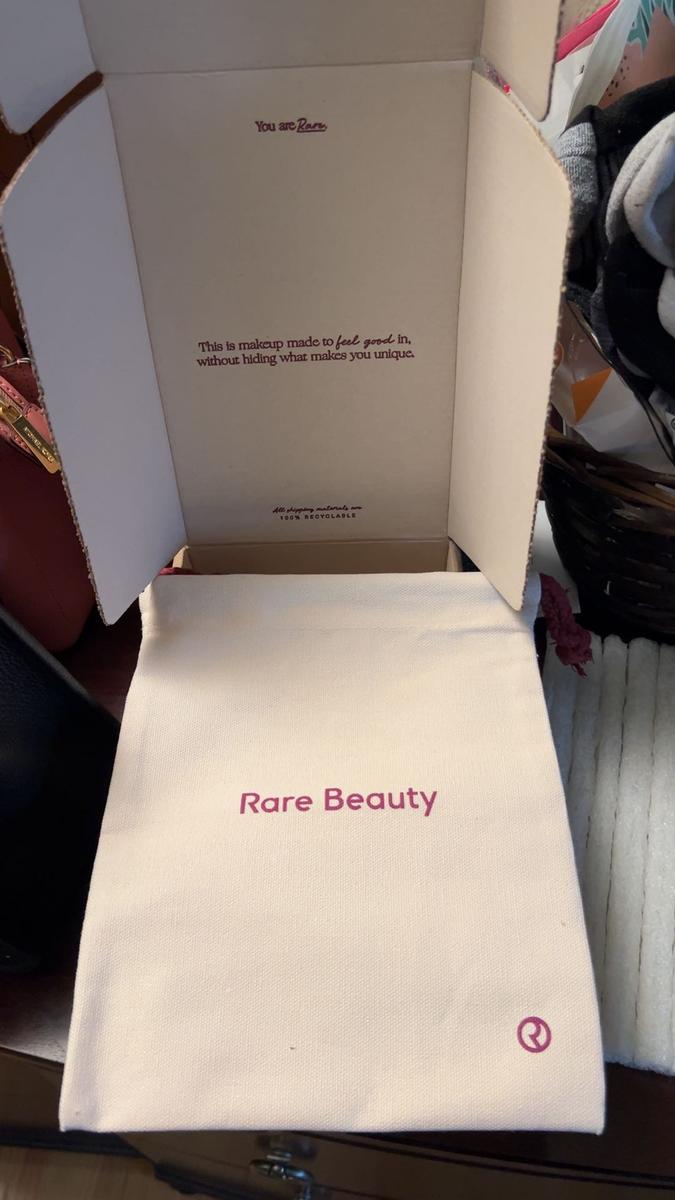 You are Rare.
This is makeup made to feel good in,
without hiding what makes you unique.
All shipping materials are
100% RECYCLABLE
Rare Beauty
R